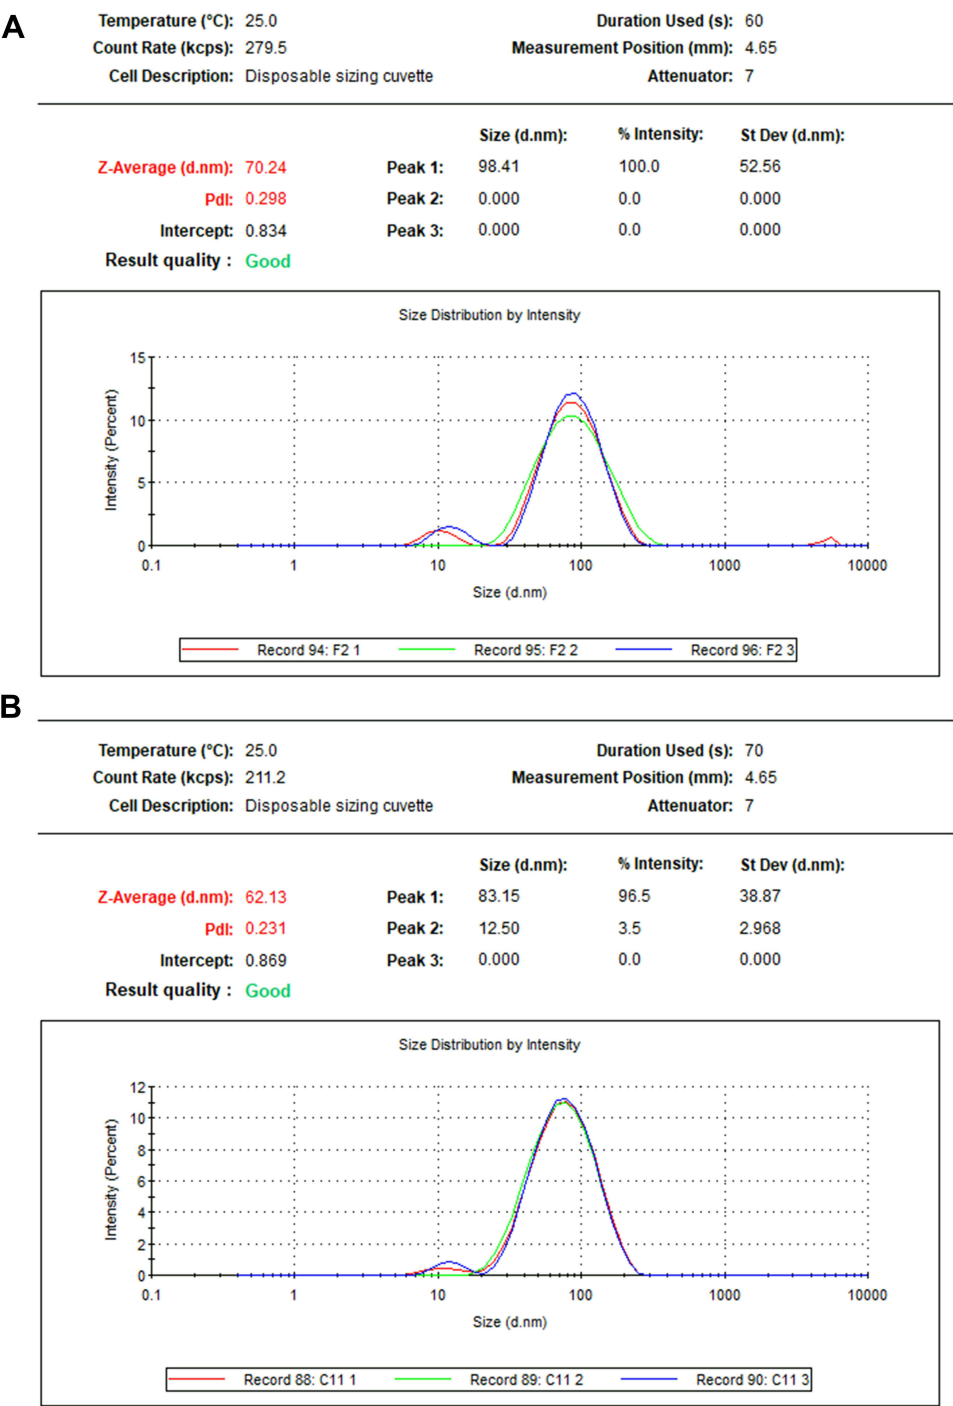 A
Temperature (°C): 25.0 Duration Used (s): 60
Count Rate (kcps): 279.5 Measurement Position (mm): 4.65
Cell Description: Disposable sizing cuvette Attenuator: 7
Size (d.nm): % Intensity: St Dev (d.nm):
Z-Average (d.nm): 70.24 Peak 1: 98.41 100.0 52.56
PdI: 0.298 Peak 2: 0.000 0.0 0.000
Intercept: 0.834 Peak 3: 0.000 0.0 0.000
Result quality : Good
Size Distribution by Intensity
15
10
5
0
Intensity (Percent)
0.1 1 10 100 1000 10000
Size (d.nm)
Record 94: F2 1 Record 95: F2 2 Record 96: F2 3
B
Temperature (°C): 25.0 Duration Used (s): 70
Count Rate (kcps): 211.2 Measurement Position (mm): 4.65
Cell Description: Disposable sizing cuvette Attenuator: 7
Size (d.nm): % Intensity: St Dev (d.nm):
Z-Average (d.nm): 62.13 Peak 1: 83.15 96.5 38.87
PdI: 0.231 Peak 2: 12.50 3.5 2.968
Intercept: 0.869 Peak 3: 0.000 0.0 0.000
Result quality : Good
Size Distribution by Intensity
12
10
8
6
4
2
0
Intensity (Percent)
0.1 1 10 100 1000 10000
Size (d.nm)
Record 88: C11 1 Record 89: C11 2 Record 90: C11 3